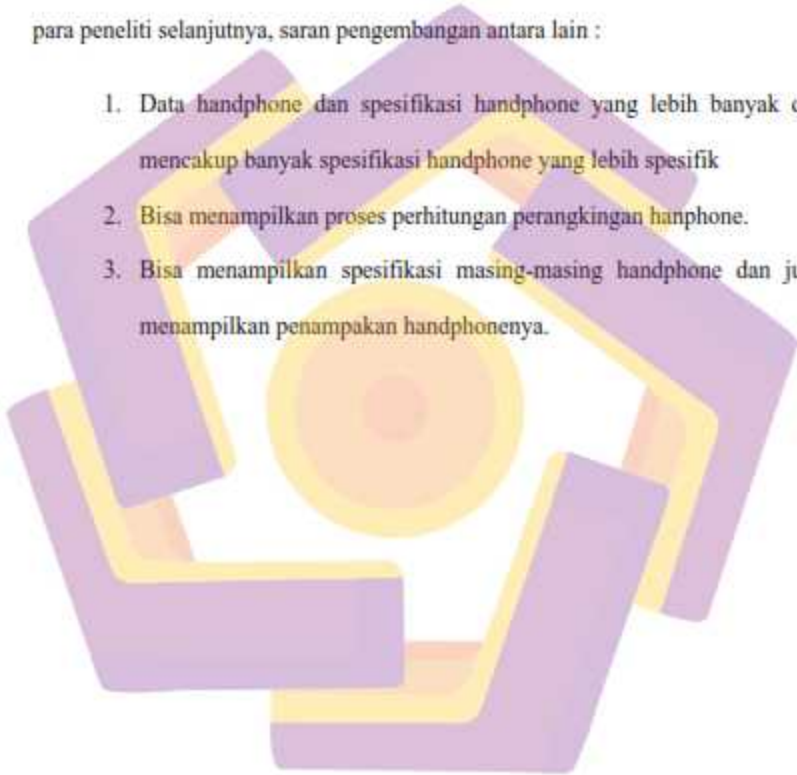 para peneliti selanjutnya, saran pengembangan antara lain :
1. Data handphone dan spesifikasi handphone yang lebih banyak
mencakup banyak spesifikasi handphone yang lebih spesifik
2. Bisa menampilkan proses perhitungan perangkingan hanphone.
3. Bisa menampilkan spesifikasi masing-masing handphone dan
menampilkan penampakan handphonenya.